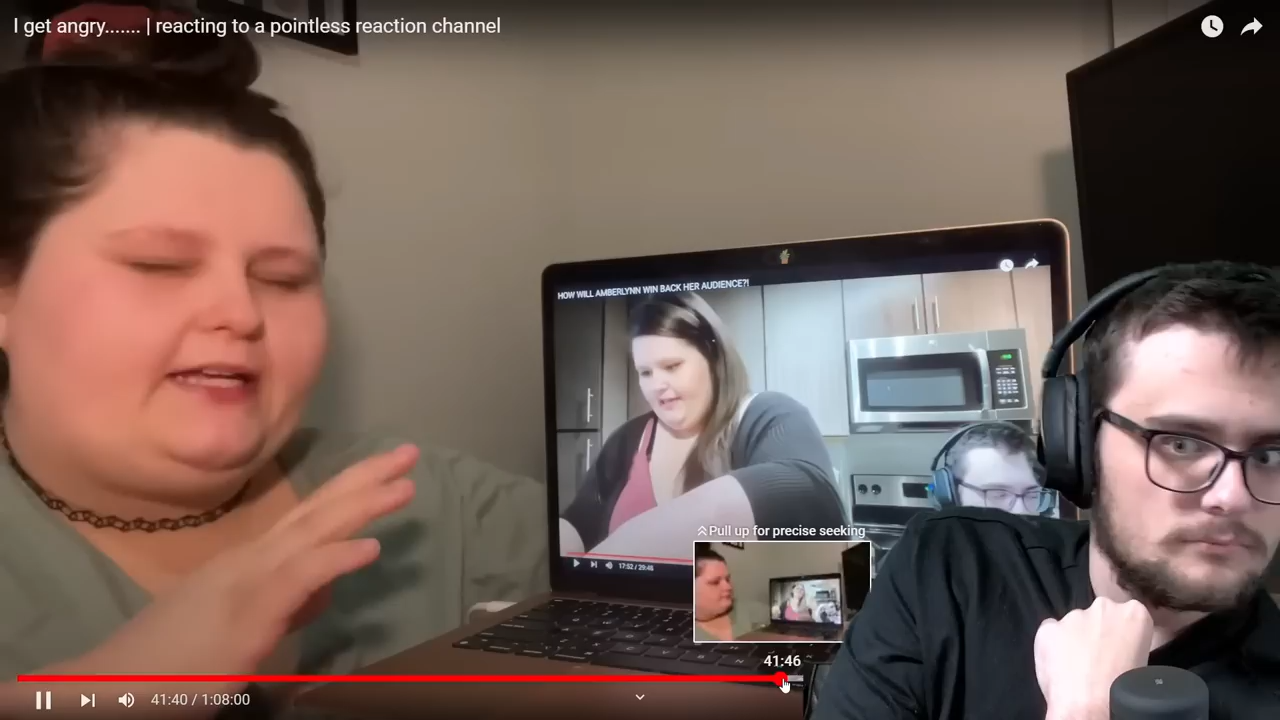 I get angry....... | reacting to a pointless reaction channel
HOW WILL AMBERLYNN WIN BACK HER AUDIENCE?!
17:52 / 29:46
Pull up for precise seeking
41:46
41:40 / 1:08:00